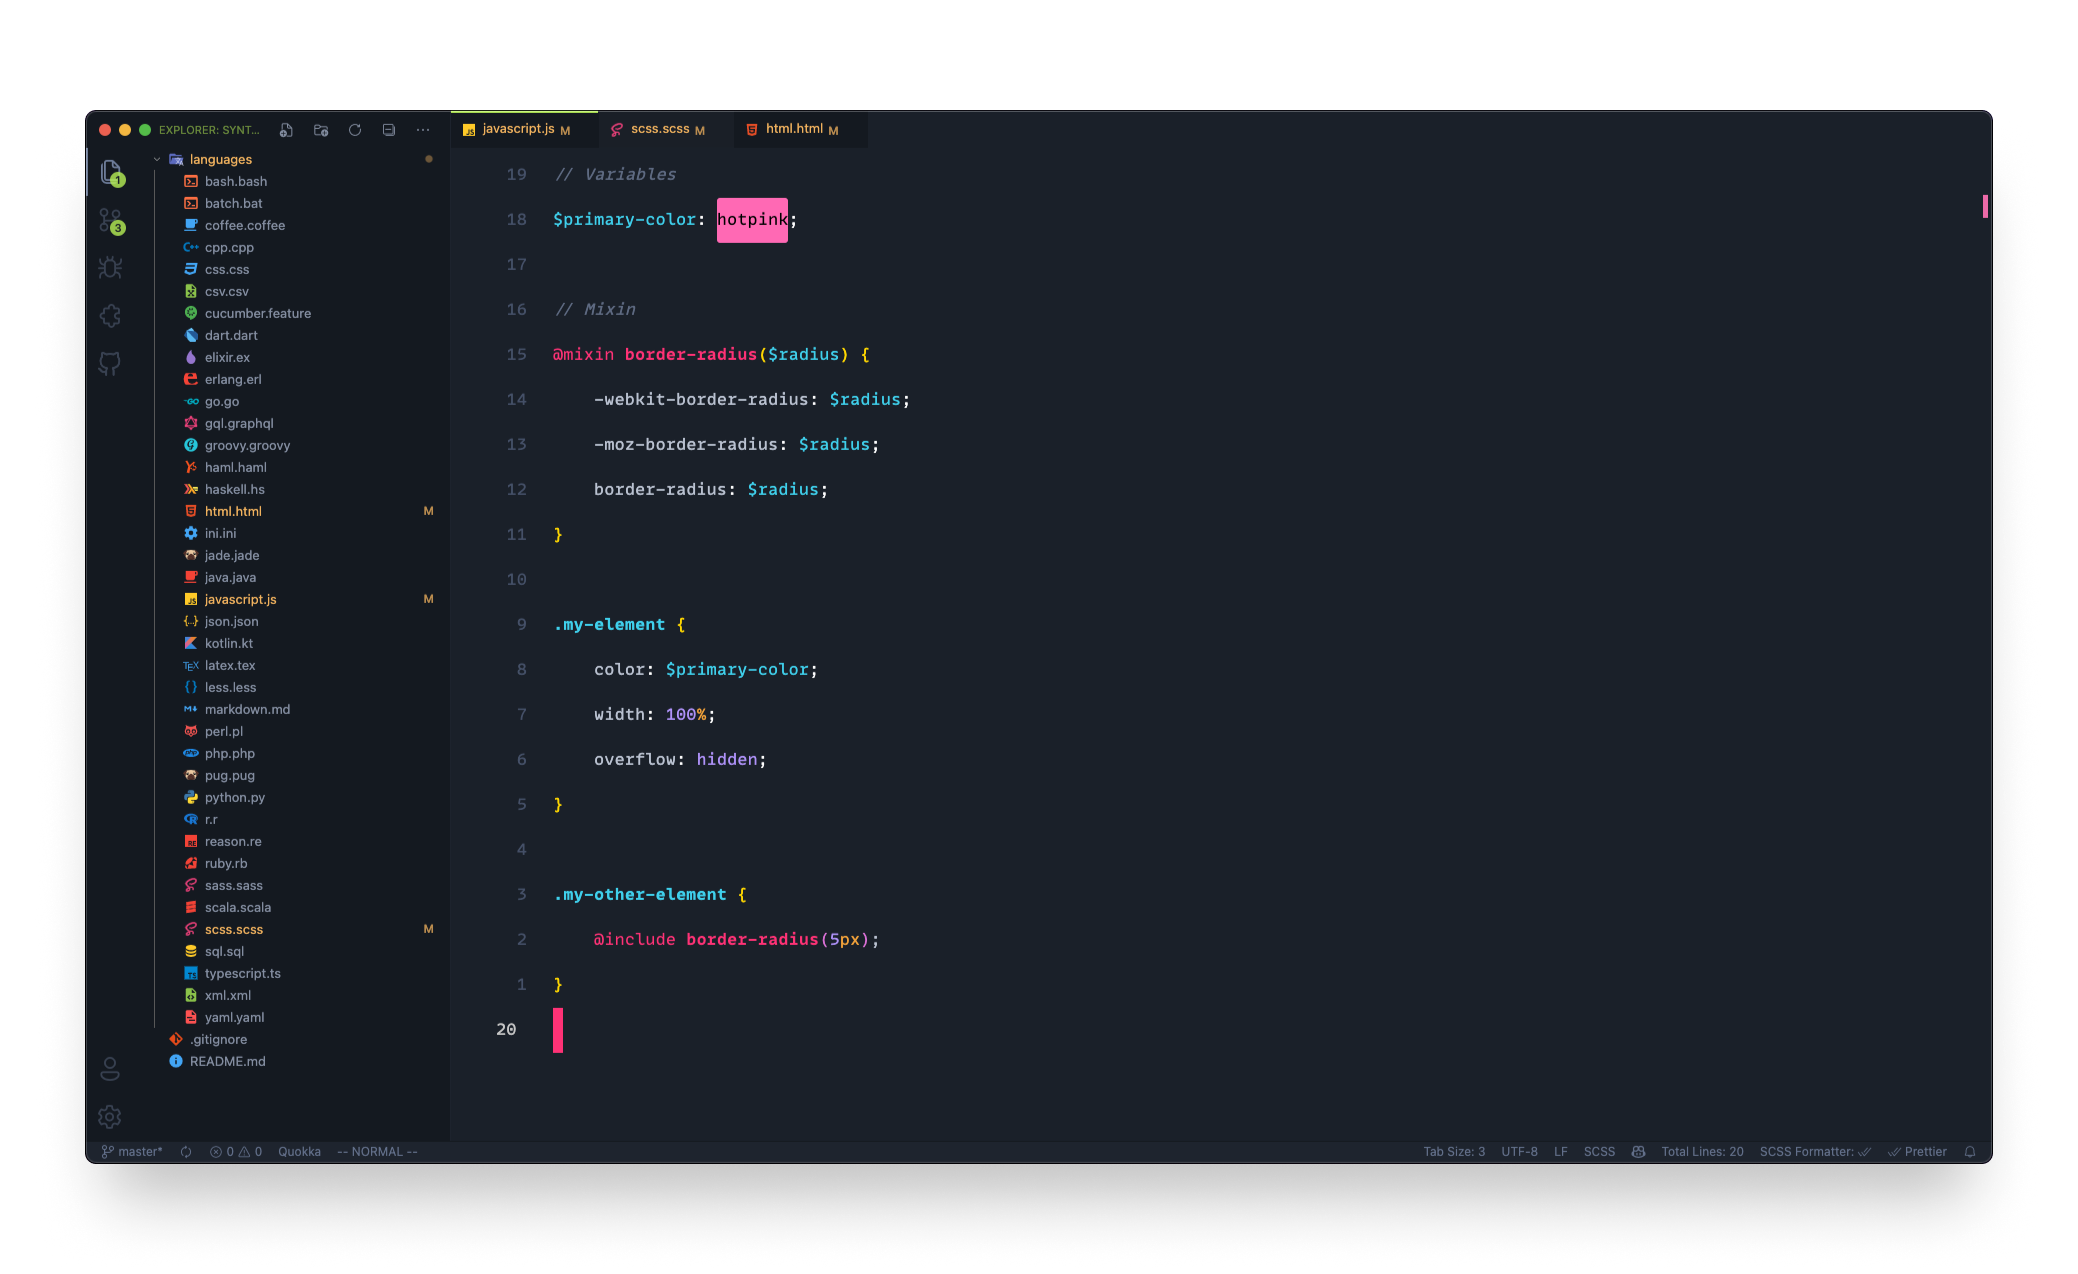 EXPLORER: SYNT...
languages
bash.bash
batch.bat
coffee.coffee
cpp.cpp
css.css
csv.csv
cucumber.feature
dart.dart
elixir.ex
erlang.erl
go.go
gql.graphql
groovy.groovy
haml.haml
haskell.hs
html.html M
ini.ini
jade.jade
java.java
javascript.js M
json.json
kotlin.kt
latex.tex
less.less
markdown.md
perl.pl
php.php
pug.pug
python.py
r.r
reason.re
ruby.rb
sass.sass
scala.scala
scss.scss M
sql.sql
typescript.ts
xml.xml
yaml.yaml
.gitignore
README.md
1
3
javascript.js M
scss.scss M
html.html M
19 // Variables
18 $primary-color: hotpink;
17
16 // Mixin
15 @mixin border-radius($radius) {
14 -webkit-border-radius: $radius;
13 -moz-border-radius: $radius;
12 border-radius: $radius;
11 }
10
9 .my-element {
8 color: $primary-color;
7 width: 100%;
6 overflow: hidden;
5 }
4
3 .my-other-element {
2 @include border-radius(5px);
1 }
20
master* 0 0 Quokka -- NORMAL --
Tab Size: 3 UTF-8 LF SCSS Total Lines: 20 SCSS Formatter: Prettier